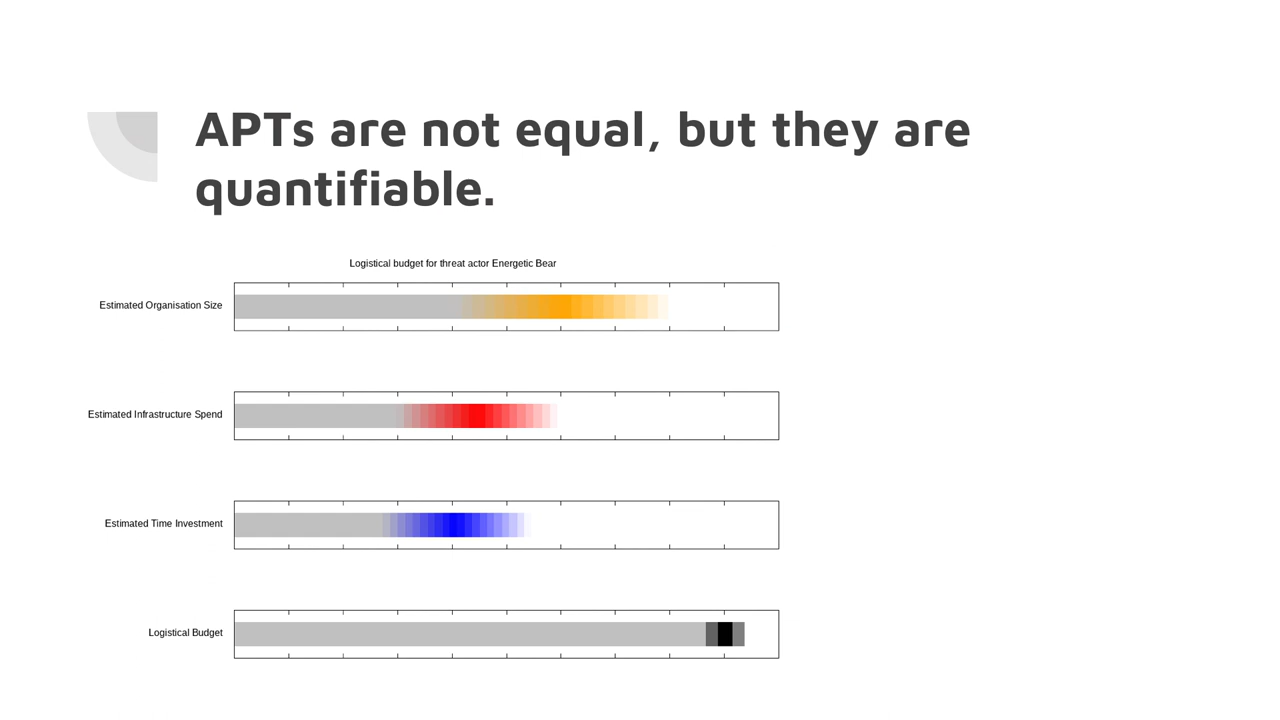 APTs are not equal, but they are
quantifiable.
Logistical budget for threat actor Energetic Bear
Estimated Organisation Size
Estimated Infrastructure Spend
Estimated Time Investment
Logistical Budget